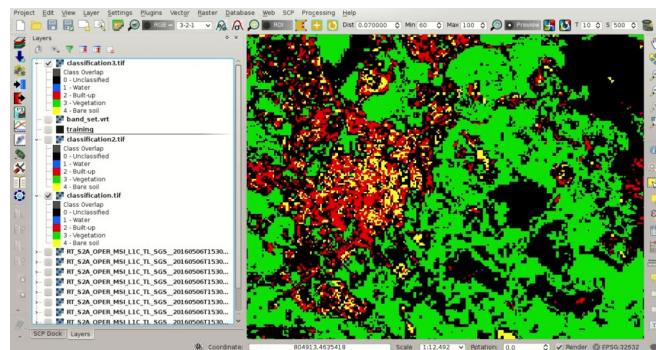 Project Edit View Layer Settings Plugins Vector Raster Database Web SCP Processing Help
RGB = 3-2-1 ROI Dist 0.070000 Min 60 Max 100 Preview T 10 S 500
Layers
classification3.tif
Class Overlap
0 - Unclassified
1 - Water
2 - Built-up
3 - Vegetation
4 - Bare soil
band_set.vrt
training
classification2.tif
Class Overlap
0 - Unclassified
1 - Water
2 - Built-up
3 - Vegetation
4 - Bare soil
classification.tif
Class Overlap
0 - Unclassified
1 - Water
2 - Built-up
3 - Vegetation
4 - Bare soil
RT_S2A_OPER_MSI_L1C_TL_SGS__20160506T1530...
RT_S2A_OPER_MSI_L1C_TL_SGS__20160506T1530...
RT_S2A_OPER_MSI_L1C_TL_SGS__20160506T1530...
RT_S2A_OPER_MSI_L1C_TL_SGS__20160506T1530...
RT_S2A_OPER_MSI_L1C_TL_SGS__20160506T1530...
RT_S2A_OPER_MSI_L1C_TL_SGS__20160506T1530...
RT_S2A_OPER_MSI_L1C_TL_SGS__20160506T1530...
RT_S2A_OPER_MSI_L1C_TL_SGS__20160506T1530...
SCP Dock Layers
Coordinate: 804913,4635418 Scale 1:12,492 Rotation: 0.0 Render EPSG:32632